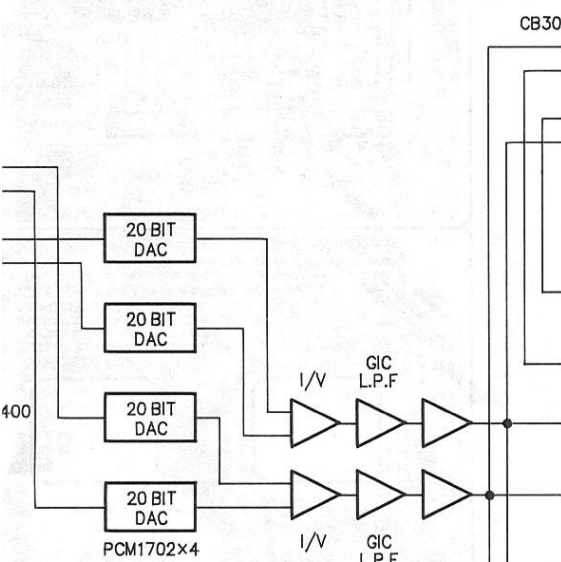 CB30
20 BIT
DAC
20 BIT
DAC
I/V
GIC
L.P.F
400
20 BIT
DAC
20 BIT
DAC
PCM1702×4
I/V
GIC
L.P.F